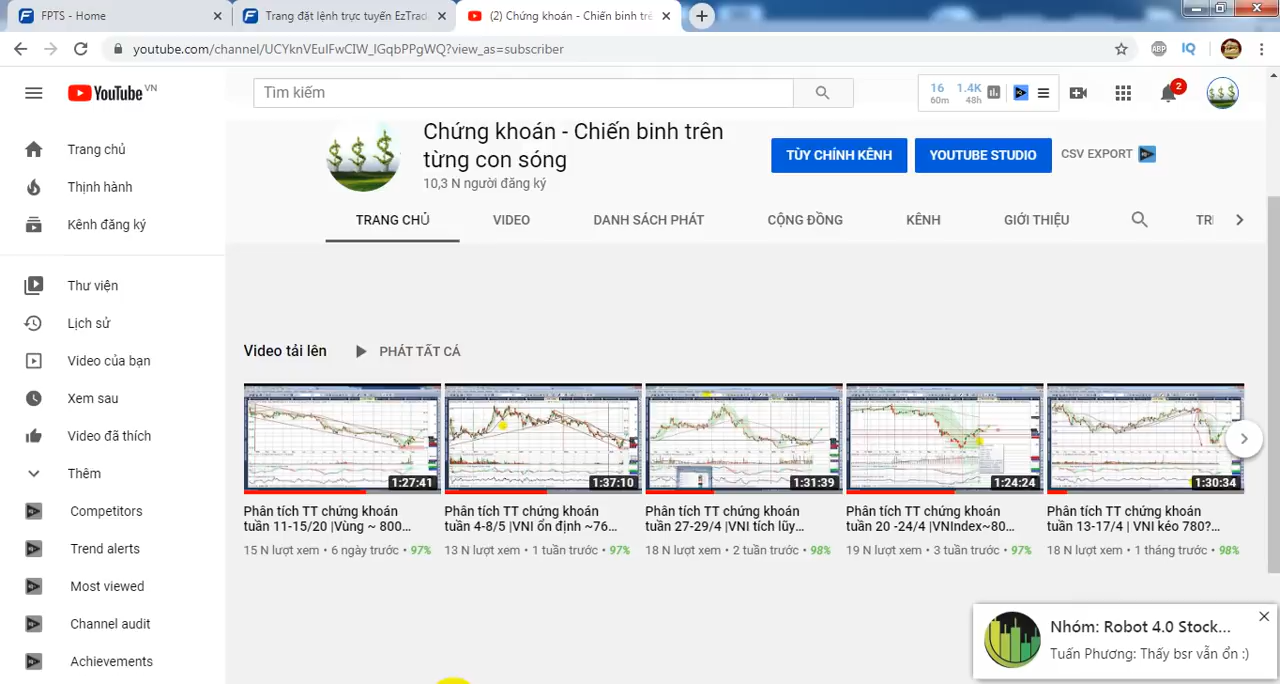 FPTS - Home
Trang đặt lệnh trực tuyến EzTrad
(2) Chứng khoán - Chiến binh trê
youtube.com/channel/UCYknVEuIFwCIW_lGqbPPgWQ?view_as=subscriber
ABP
IQ
YouTube VN
Tìm kiếm
16 1.4K
60m 48h
2
Trang chủ
Thịnh hành
Kênh đăng ký
Thư viện
Lịch sử
Video của bạn
Xem sau
Video đã thích
Thêm
Competitors
Trend alerts
Most viewed
Channel audit
Achievements
Chứng khoán - Chiến binh trên
từng con sóng
10,3 N người đăng ký
TÙY CHỈNH KÊNH
YOUTUBE STUDIO
CSV EXPORT
TRANG CHỦ VIDEO DANH SÁCH PHÁT CỘNG ĐỒNG KÊNH GIỚI THIỆU TRÌ
Video tải lên PHÁT TẤT CẢ
1:27:41 1:37:10 1:31:39 1:24:24 1:30:34
Phân tích TT chứng khoán
tuần 11-15/20 |Vùng ~ 800...
15 N lượt xem • 6 ngày trước • 97%
Phân tích TT chứng khoán
tuần 4-8/5 |VNI ổn định ~76...
13 N lượt xem • 1 tuần trước • 97%
Phân tích TT chứng khoán
tuần 27-29/4 |VNI tích lũy...
18 N lượt xem • 2 tuần trước • 98%
Phân tích TT chứng khoán
tuần 20 -24/4 |VNIndex~80...
19 N lượt xem • 3 tuần trước • 97%
Phân tích TT chứng khoán
tuần 13-17/4 | VNI kéo 780?...
18 N lượt xem • 1 tháng trước • 98%
Nhóm: Robot 4.0 Stock...
Tuấn Phương: Thấy bsr vẫn ổn :)